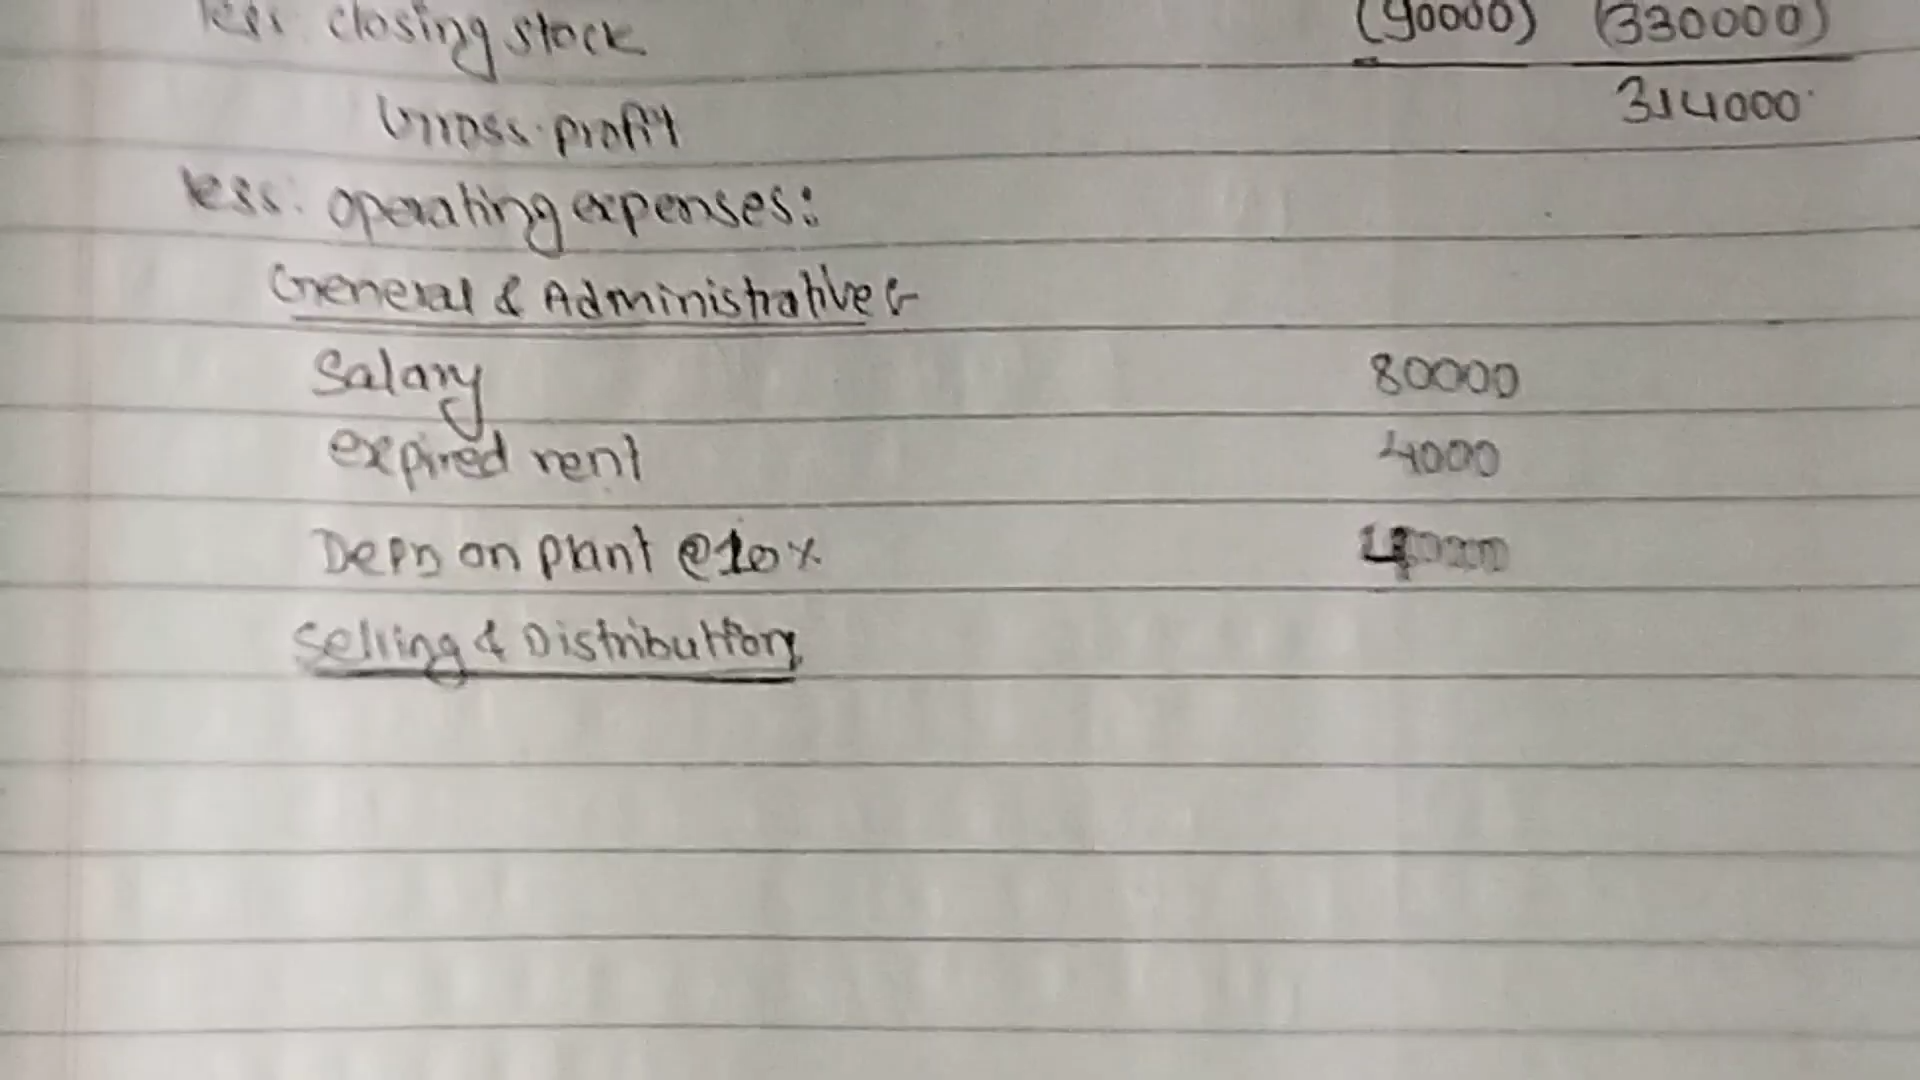 less: closing stock (90000) (330000)
Gross profit 314000
less: operating expenses:
General & Administrative:-
Salary 80000
expired rent 4000
Depn on plant @10%
Selling & Distribution